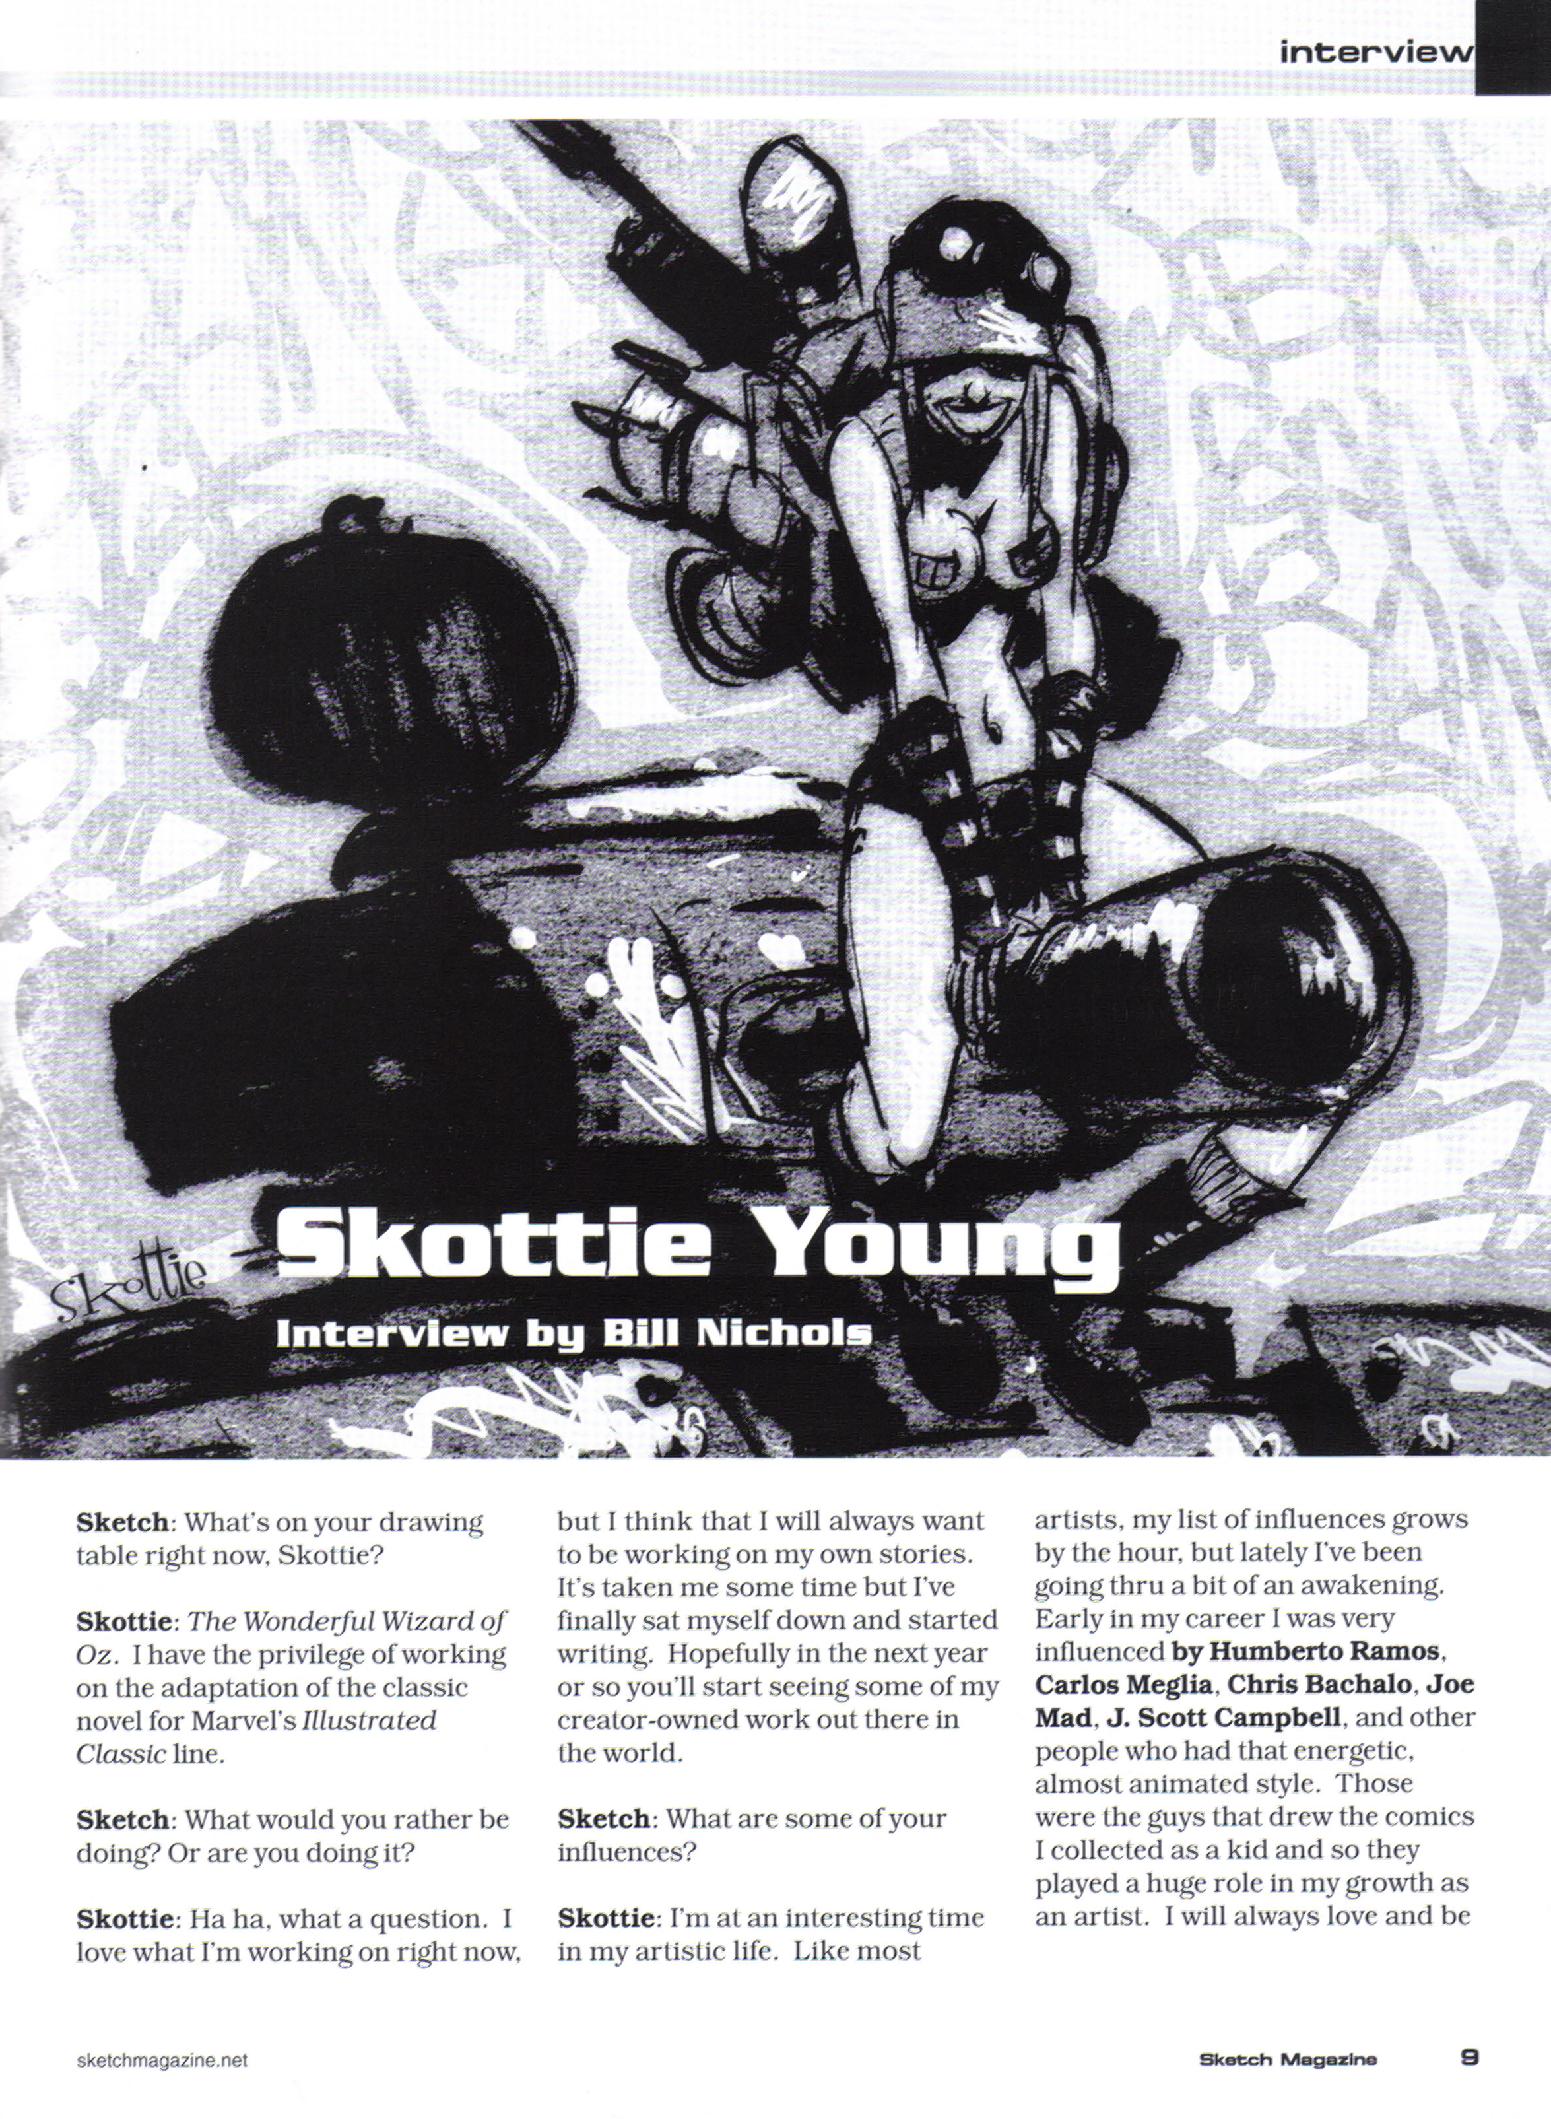 interview
skottie
Skottie Young
Interview by Bill Nichols
Sketch: What's on your drawing
table right now, Skottie?
Skottie: The Wonderful Wizard of
Oz.  I have the privilege of working
on the adaptation of the classic
novel for Marvel's Illustrated
Classic line.
Sketch: What would you rather be
doing? Or are you doing it?
Skottie: Ha ha, what a question.  I
love what I'm working on right now,
but I think that I will always want
to be working on my own stories.
It's taken me some time but I've
finally sat myself down and started
writing.  Hopefully in the next year
or so you'll start seeing some of my
creator-owned work out there in
the world.
Sketch: What are some of your
influences?
Skottie: I'm at an interesting time
in my artistic life.  Like most
artists, my list of influences grows
by the hour, but lately I've been
going thru a bit of an awakening.
Early in my career I was very
influenced by Humberto Ramos,
Carlos Meglia, Chris Bachalo, Joe
Mad, J. Scott Campbell, and other
people who had that energetic,
almost animated style.  Those
were the guys that drew the comics
I collected as a kid and so they
played a huge role in my growth as
an artist.  I will always love and be
sketchmagazine.net
Sketch Magazine 9